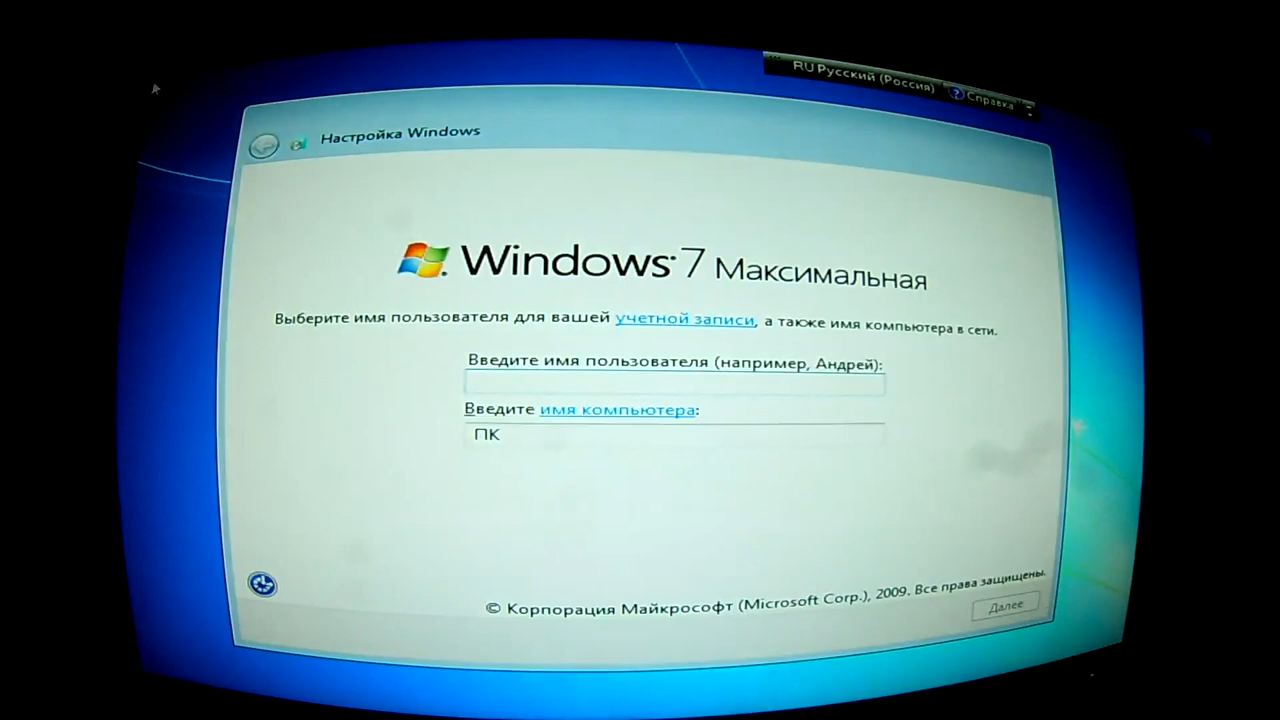 RU Русский (Россия) ? Справка
Настройка Windows
Windows 7 Максимальная
Выберите имя пользователя для вашей учетной записи, а также имя компьютера в сети.
Введите имя пользователя (например, Андрей):
Введите имя компьютера:
ПК
© Корпорация Майкрософт (Microsoft Corp.), 2009. Все права защищены.
Далее